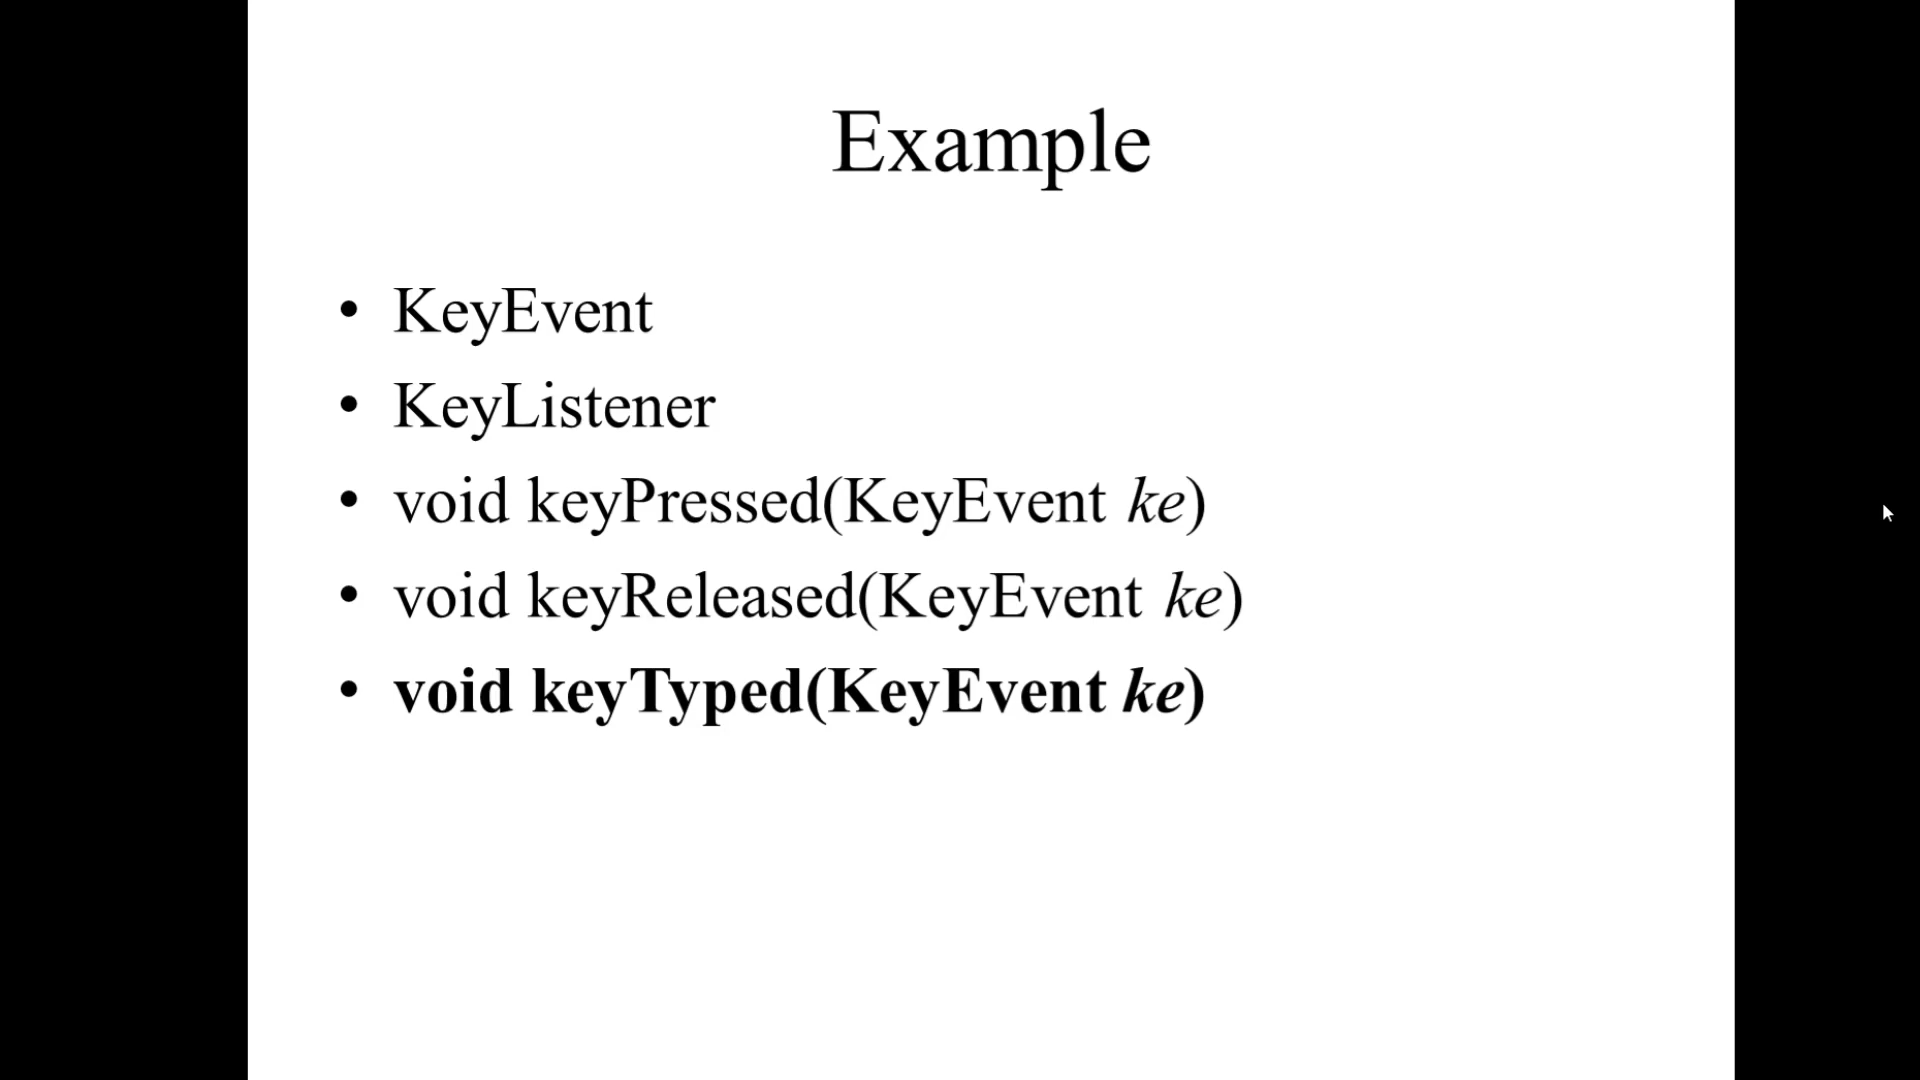 Example
• KeyEvent
• KeyListener
• void keyPressed(KeyEvent ke)
• void keyReleased(KeyEvent ke)
• void keyTyped(KeyEvent ke)